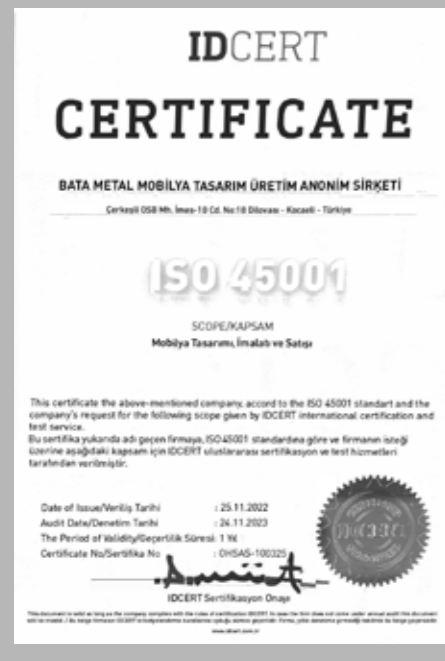 IDCERT
CERTIFICATE
BATA METAL MOBİLYA TASARIM ÜRETİM ANONİM SİRKETİ
Çerkeşli OSB Mh. İmes-10 Cd. No:10 Dilovası - Kocaeli - Türkiye
ISO 45001
SCOPE/KAPSAM
Mobilya Tasarımı, İmalatı ve Satışı
This certificate the above-mentioned company, accord to the ISO 45001 standart and the
company's request for the following scope given by IDCERT international certification and
test service.
Bu sertifika yukarıda adı geçen firmaya, ISO 45001 standardına göre ve firmanın isteği
üzerine aşağıdaki kapsam için IDCERT uluslararası sertifikasyon ve test hizmetleri
tarafından verilmiştir.
Date of Issue/Veriliş Tarihi : 25.11.2022
Audit Date/Denetim Tarihi : 24.11.2023
The Period of Validity/Geçerlilik Süresi: 1 Yıl
Certificate No/Sertifika No : OHSAS-100325
IDCERT
IDCERT Sertifikasyon Onayı
www.idcert.com.tr